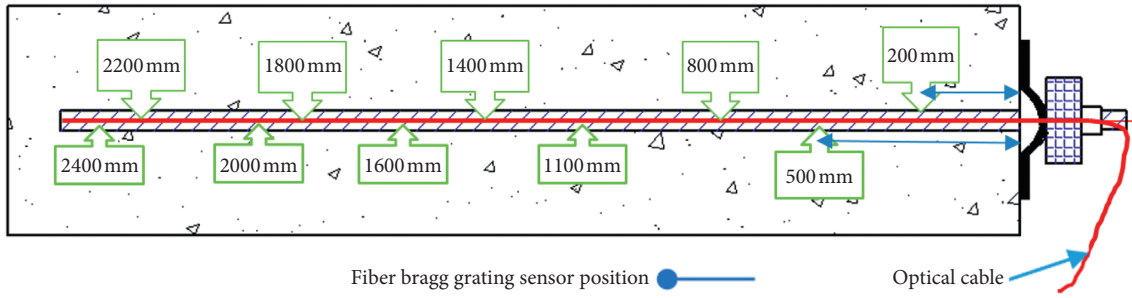 2200 mm
1800 mm
1400 mm
800 mm
200 mm
2400 mm
2000 mm
1600 mm
1100 mm
500 mm
Fiber bragg grating sensor position
Optical cable